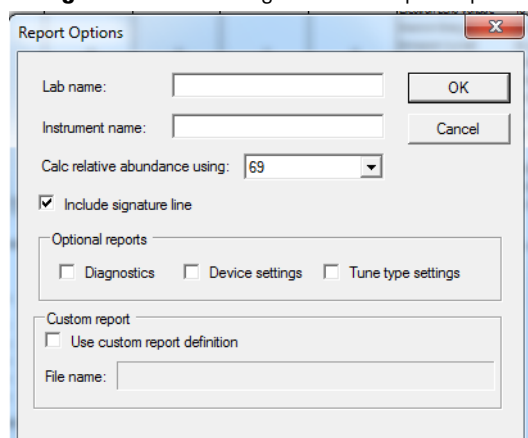 Report Options
Lab name:
OK
Instrument name:
Cancel
Calc relative abundance using: 69
Include signature line
Optional reports
Diagnostics Device settings Tune type settings
Custom report
Use custom report definition
File name: